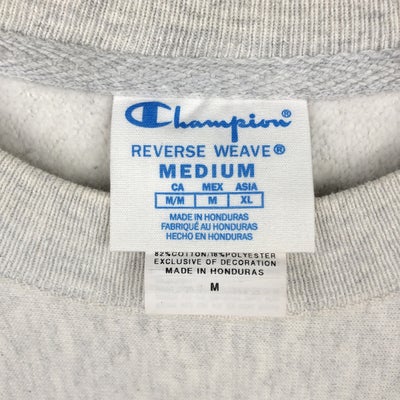 Champion®
REVERSE WEAVE®
MEDIUM
CA MEX ASIA
M/M M XL
MADE IN HONDURAS
FABRIQUÉ AU HONDURAS
HECHO EN HONDURAS
82%COTTON/18%POLYESTER
EXCLUSIVE OF DECORATION
MADE IN HONDURAS
M